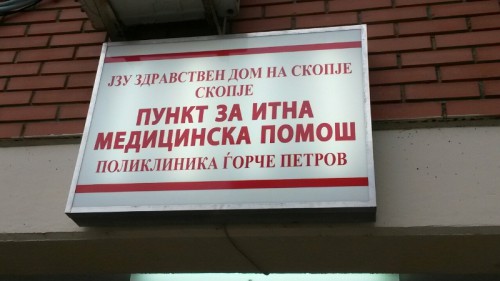 ЈЗУ ЗДРАВСТВЕН ДОМ НА СКОПЈЕ
СКОПЈЕ
ПУНКТ ЗА ИТНА
МЕДИЦИНСКА ПОМОШ
ПОЛИКЛИНИКА ЃОРЧЕ ПЕТРОВ